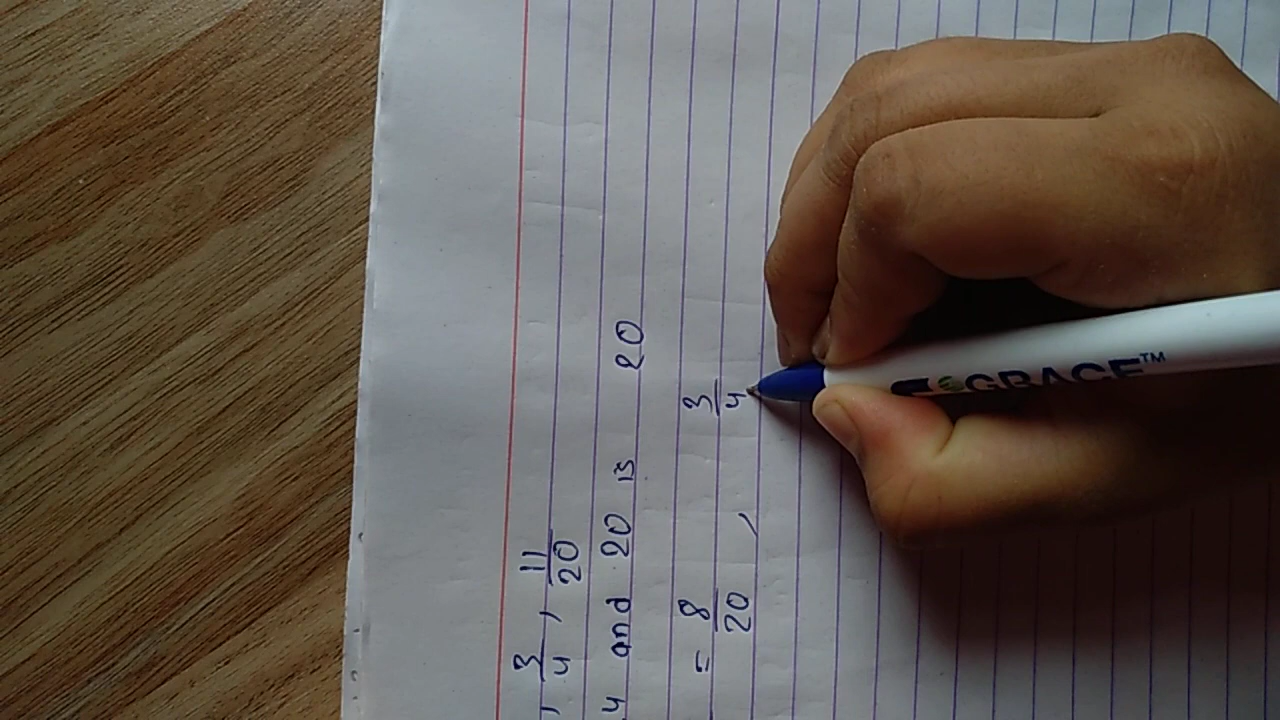 , 3/4, 11/20
4 and 20 is 20
= 8/20, 3/4
GRACE™